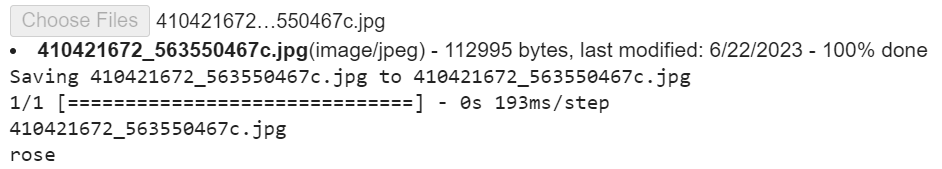 Choose Files 410421672…550467c.jpg
• 410421672_563550467c.jpg(image/jpeg) - 112995 bytes, last modified: 6/22/2023 - 100% done
Saving 410421672_563550467c.jpg to 410421672_563550467c.jpg
1/1 [==============================] - 0s 193ms/step
410421672_563550467c.jpg
rose